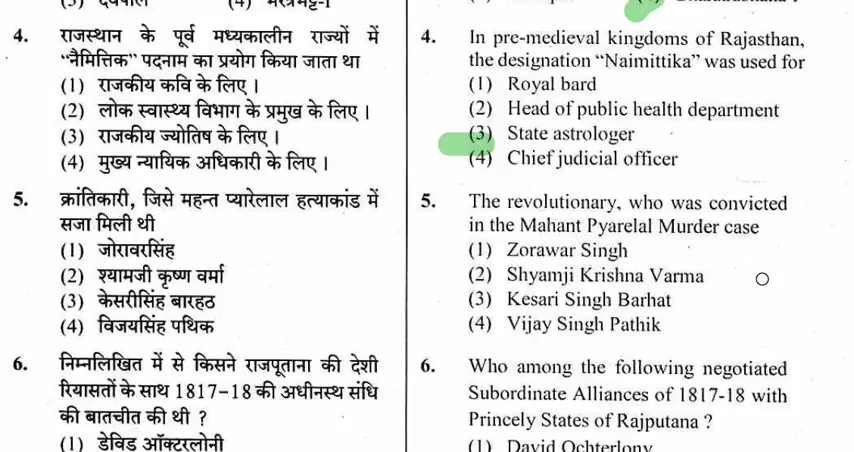 4. राजस्थान के पूर्व मध्यकालीन राज्यों में
“नैमित्तिक” पदनाम का प्रयोग किया जाता था
(1) राजकीय कवि के लिए ।
(2) लोक स्वास्थ्य विभाग के प्रमुख के लिए ।
(3) राजकीय ज्योतिष के लिए ।
(4) मुख्य न्यायिक अधिकारी के लिए ।
5. क्रांतिकारी, जिसे महन्त प्यारेलाल हत्याकांड में
सजा मिली थी
(1) जोरावरसिंह
(2) श्यामजी कृष्ण वर्मा
(3) केसरीसिंह बारहठ
(4) विजयसिंह पथिक
6. निम्नलिखित में से किसने राजपूताना की देशी
रियासतों के साथ 1817-18 की अधीनस्थ संधि
की बातचीत की थी ?
(1) डेविड ऑक्टरलोनी
4. In pre-medieval kingdoms of Rajasthan,
the designation “Naimittika” was used for
(1) Royal bard
(2) Head of public health department
(3) State astrologer
(4) Chief judicial officer
5. The revolutionary, who was convicted
in the Mahant Pyarelal Murder case
(1) Zorawar Singh
(2) Shyamji Krishna Varma
(3) Kesari Singh Barhat
(4) Vijay Singh Pathik
6. Who among the following negotiated
Subordinate Alliances of 1817-18 with
Princely States of Rajputana ?
(1) David Ochterlony